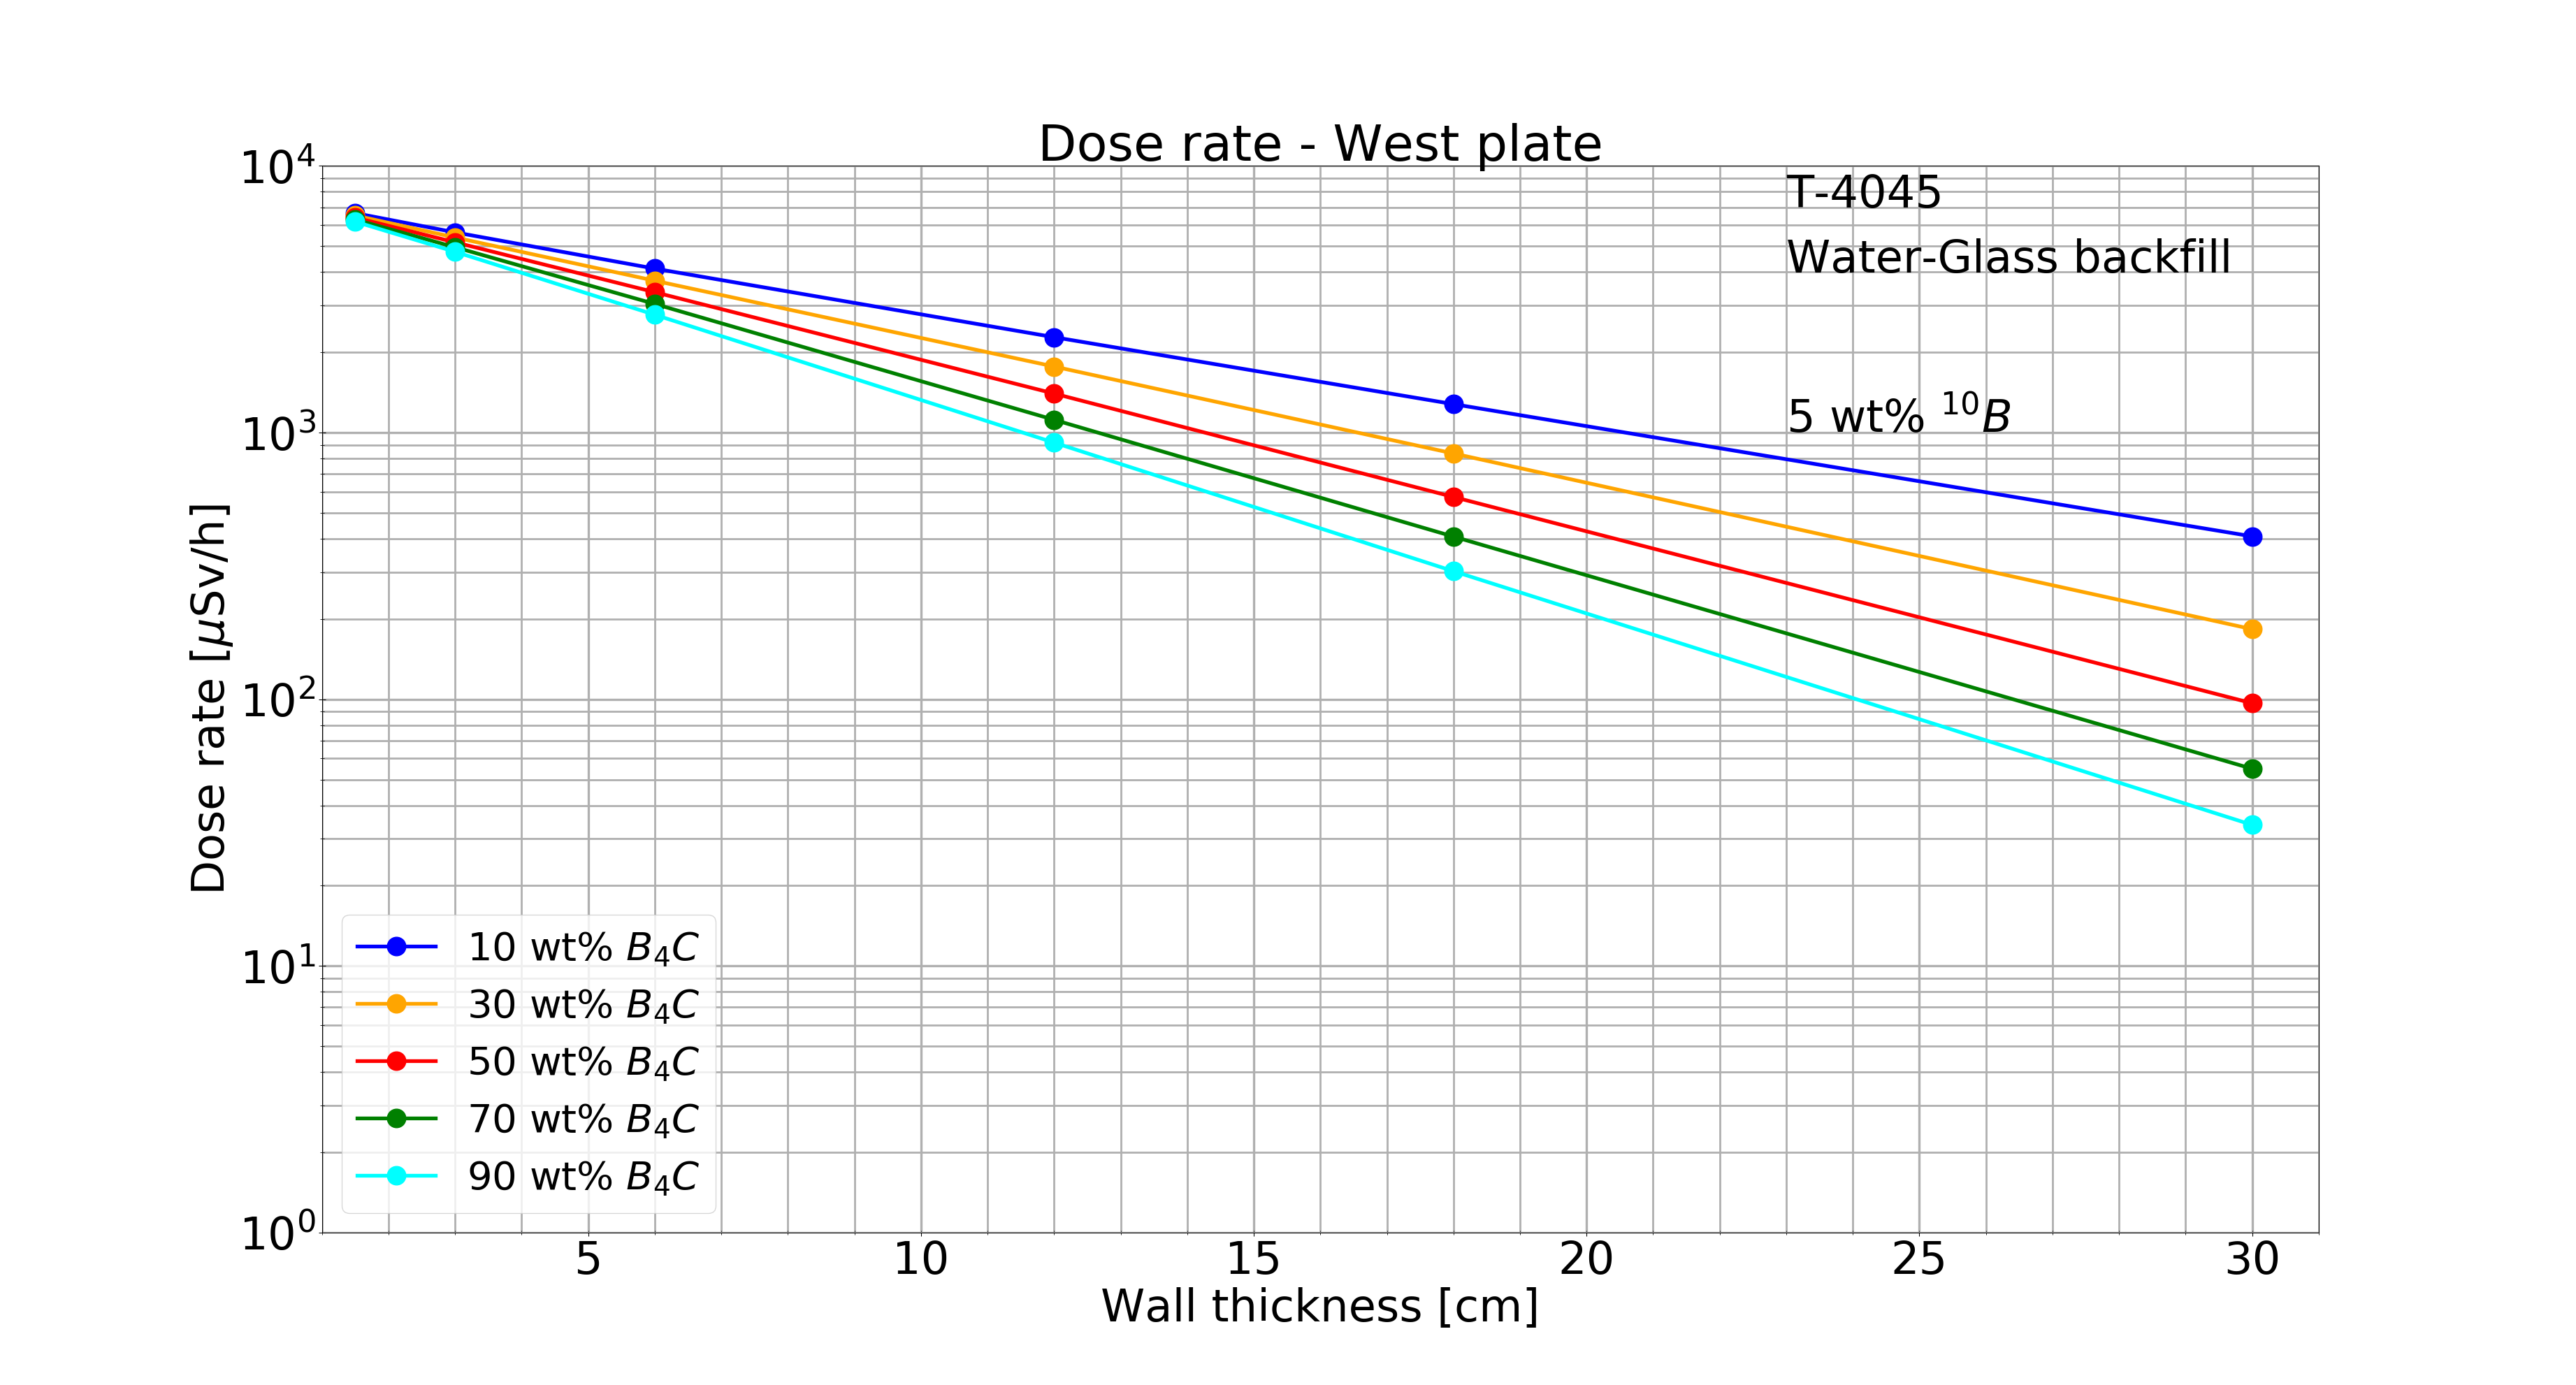 Dose rate - West plate
T-4045
Water-Glass backfill
5 wt% ¹⁰B
10⁴
10³
10²
10¹
10⁰
Dose rate [μSv/h]
10 wt% B₄C
30 wt% B₄C
50 wt% B₄C
70 wt% B₄C
90 wt% B₄C
5 10 15 20 25 30
Wall thickness [cm]